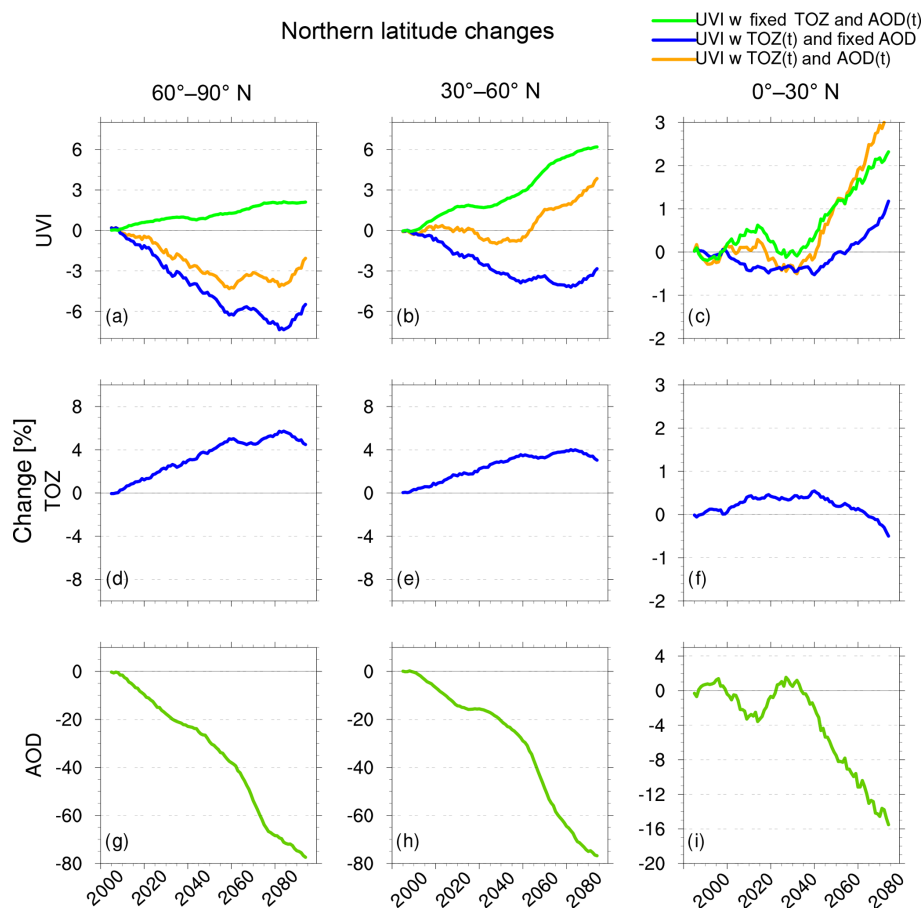 Northern latitude changes
UVI w fixed TOZ and AOD(t)
UVI w TOZ(t) and fixed AOD
UVI w TOZ(t) and AOD(t)
60°–90° N
30°–60° N
0°–30° N
UVI
6
3
0
-3
-6
(a)
6
3
0
-3
-6
(b)
3
2
1
0
-1
-2
(c)
Change [%]
TOZ
8
4
0
-4
-8
(d)
8
4
0
-4
-8
(e)
3
2
1
0
-1
-2
(f)
AOD
0
-20
-40
-60
-80
(g)
0
-20
-40
-60
-80
(h)
4
0
-4
-8
-12
-16
-20
(i)
2000 2020 2040 2060 2080
2000 2020 2040 2060 2080
2000 2020 2040 2060 2080